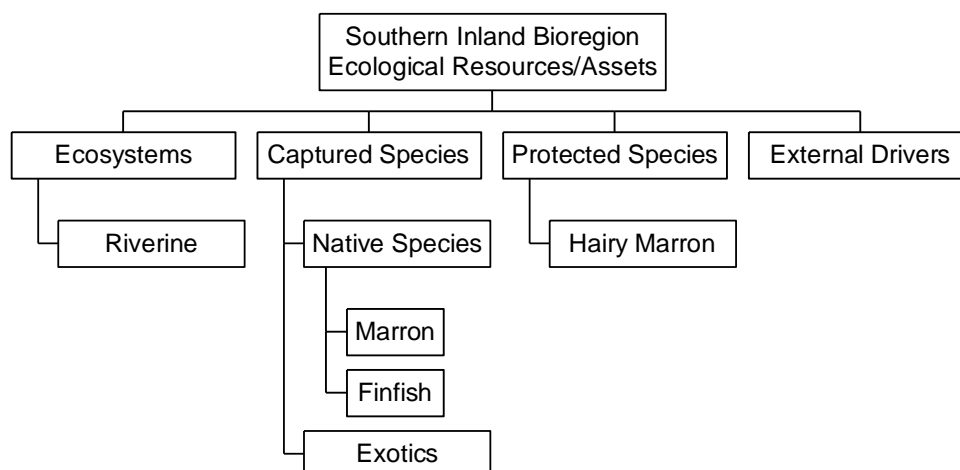 Southern Inland Bioregion
Ecological Resources/Assets
Ecosystems
Captured Species
Protected Species
External Drivers
Riverine
Native Species
Hairy Marron
Marron
Finfish
Exotics